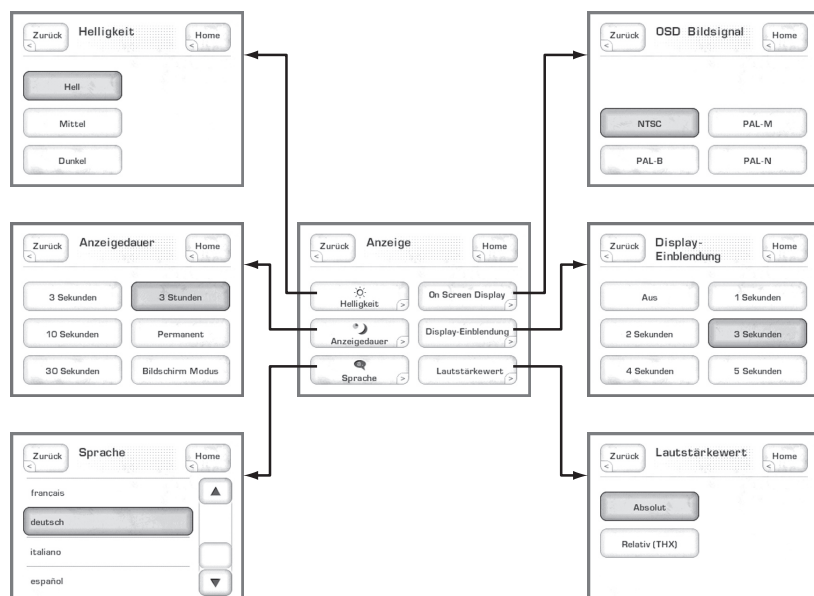 Zurück
Helligkeit
Home
Hell
Mittel
Dunkel
Zurück
OSD Bildsignal
Home
NTSC
PAL-M
PAL-B
PAL-N
Zurück
Anzeigedauer
Home
3 Sekunden
3 Stunden
10 Sekunden
Permanent
30 Sekunden
Bildschirm Modus
Zurück
Anzeige
Home
Helligkeit
On Screen Display
Anzeigedauer
Display-Einblendung
Sprache
Lautstärkewert
Zurück
Display-
Einblendung
Home
Aus
1 Sekunden
2 Sekunden
3 Sekunden
4 Sekunden
5 Sekunden
Zurück
Sprache
Home
francais
deutsch
italiano
español
Zurück
Lautstärkewert
Home
Absolut
Relativ (THX)